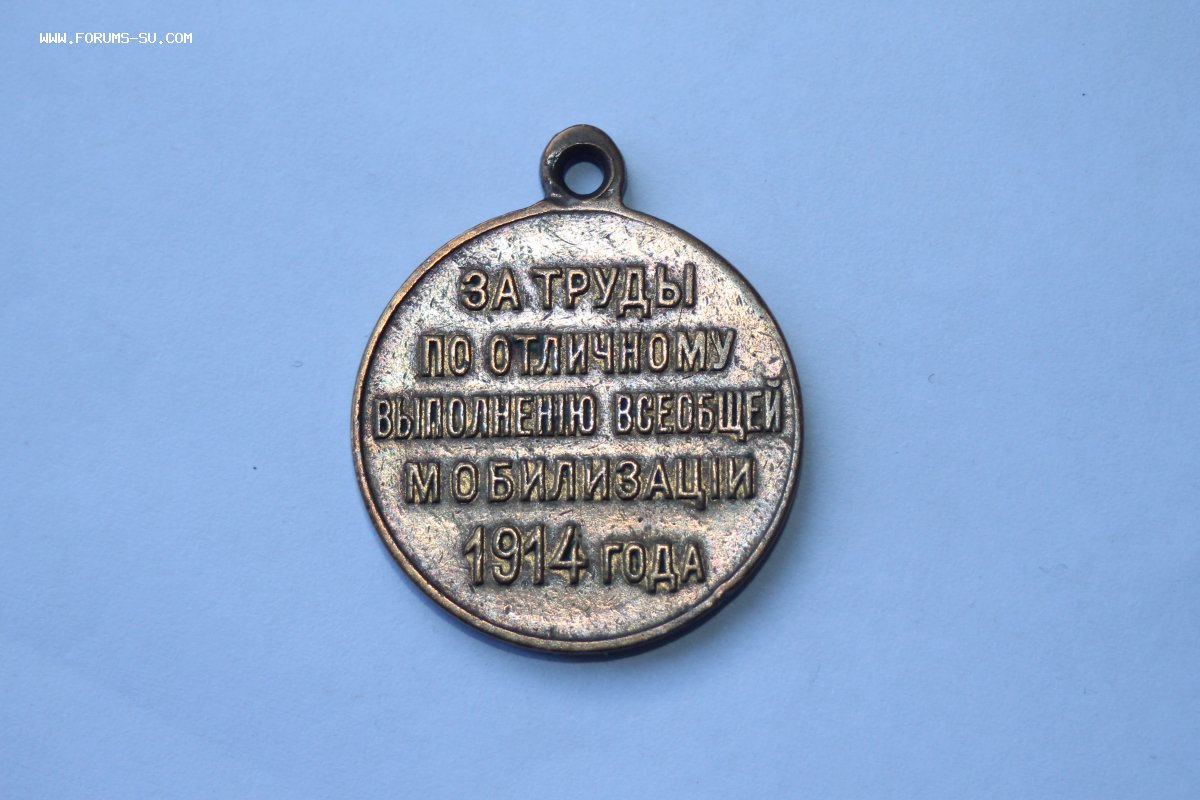 WWW.FORUMS-SU.COM
ЗА ТРУДЫ
ПО ОТЛИЧНОМУ
ВЫПОЛНЕНІЮ ВСЕОБЩЕЙ
МОБИЛИЗАЦІИ
1914 ГОДА